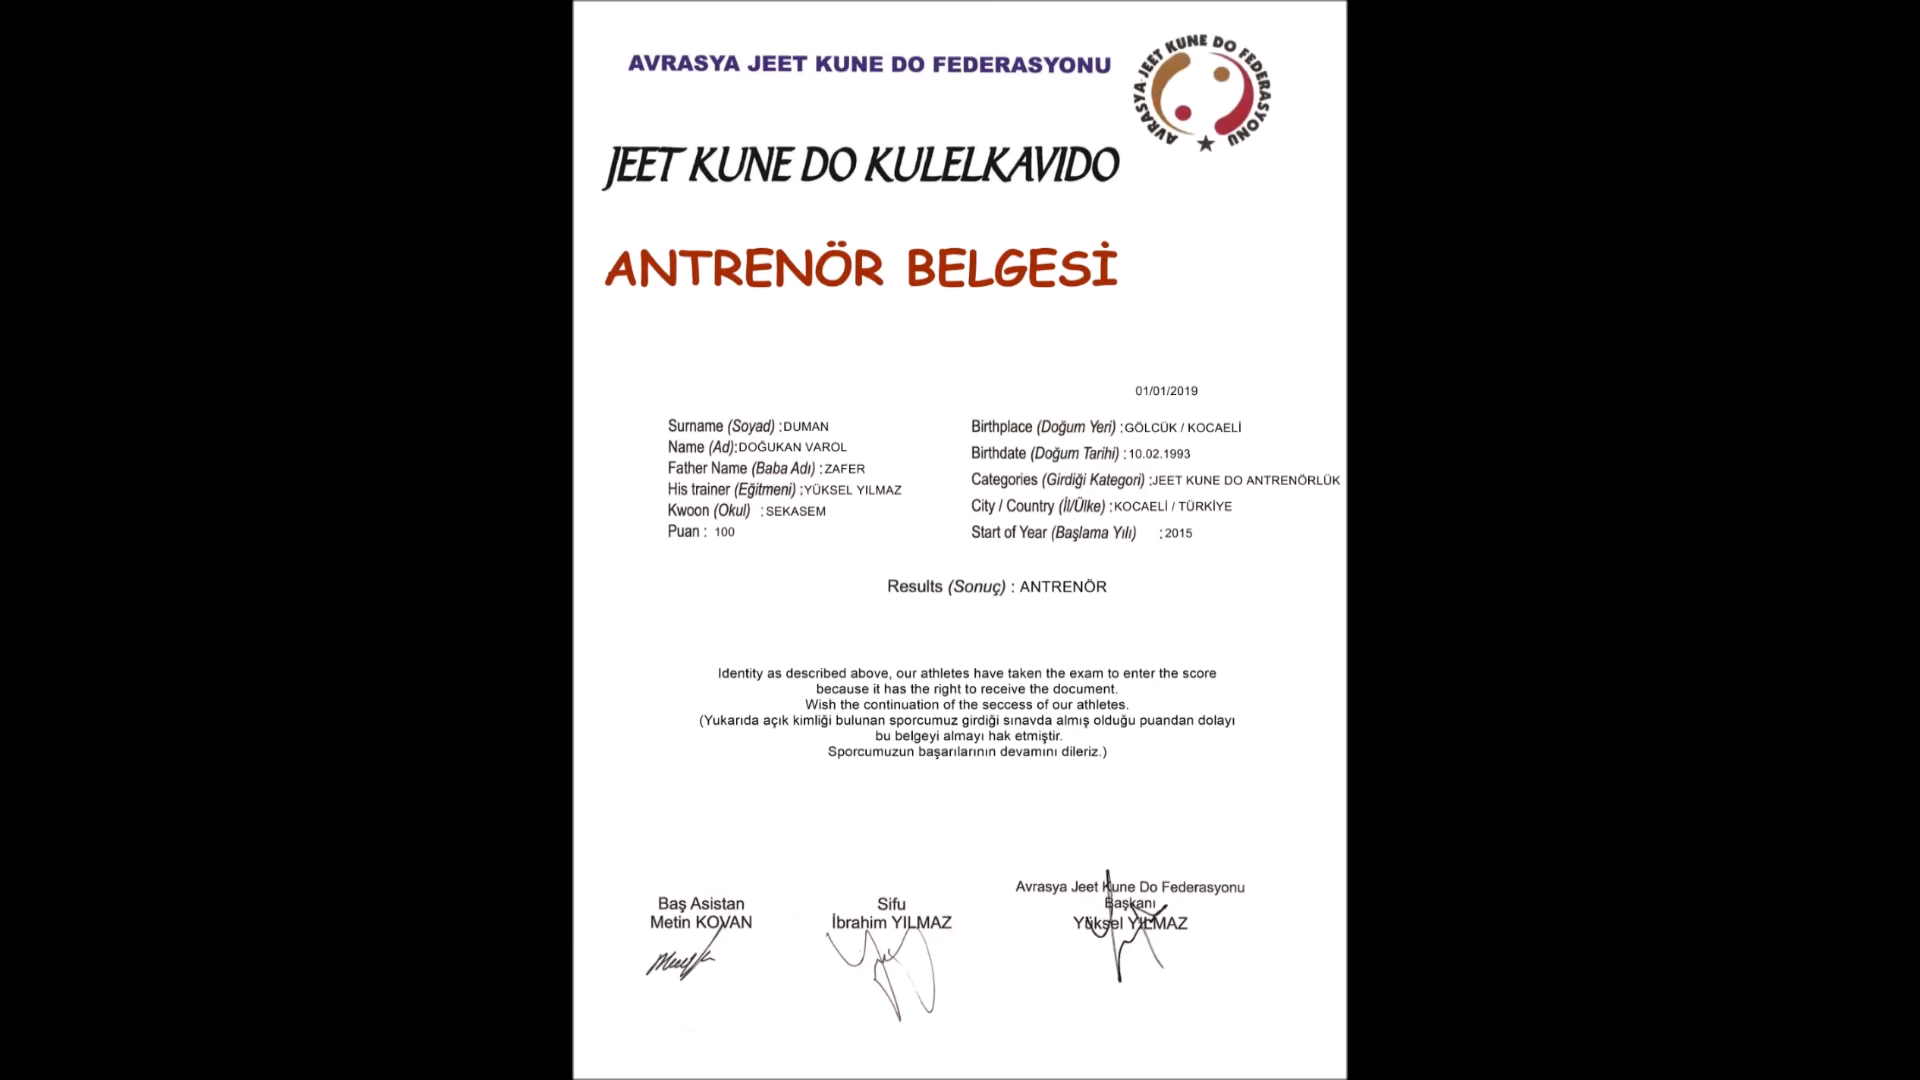 AVRASYA JEET KUNE DO FEDERASYONU
AVRASYA JEET KUNE DO FEDERASYONU
JEET KUNE DO KULELKAVIDO
ANTRENÖR BELGESİ
01/01/2019
Surname (Soyad) :DUMAN
Name (Ad):DOĞUKAN VAROL
Father Name (Baba Adı) :ZAFER
His trainer (Eğitmeni) :YÜKSEL YILMAZ
Kwoon (Okul) :SEKASEM
Puan : 100
Birthplace (Doğum Yeri) :GÖLCÜK / KOCAELİ
Birthdate (Doğum Tarihi) :10.02.1993
Categories (Girdiği Kategori) :JEET KUNE DO ANTRENÖRLÜK
City / Country (İl/Ülke) :KOCAELİ / TÜRKİYE
Start of Year (Başlama Yılı) :2015
Results (Sonuç) : ANTRENÖR
Identity as described above, our athletes have taken the exam to enter the score
because it has the right to receive the document.
Wish the continuation of the seccess of our athletes.
(Yukarıda açık kimliği bulunan sporcumuz girdiği sınavda almış olduğu puandan dolayı
bu belgeyi almayı hak etmiştir.
Sporcumuzun başarılarının devamını dileriz.)
Baş Asistan
Metin KOVAN
Sifu
İbrahim YILMAZ
Avrasya Jeet Kune Do Federasyonu
Başkanı
Yüksel YILMAZ